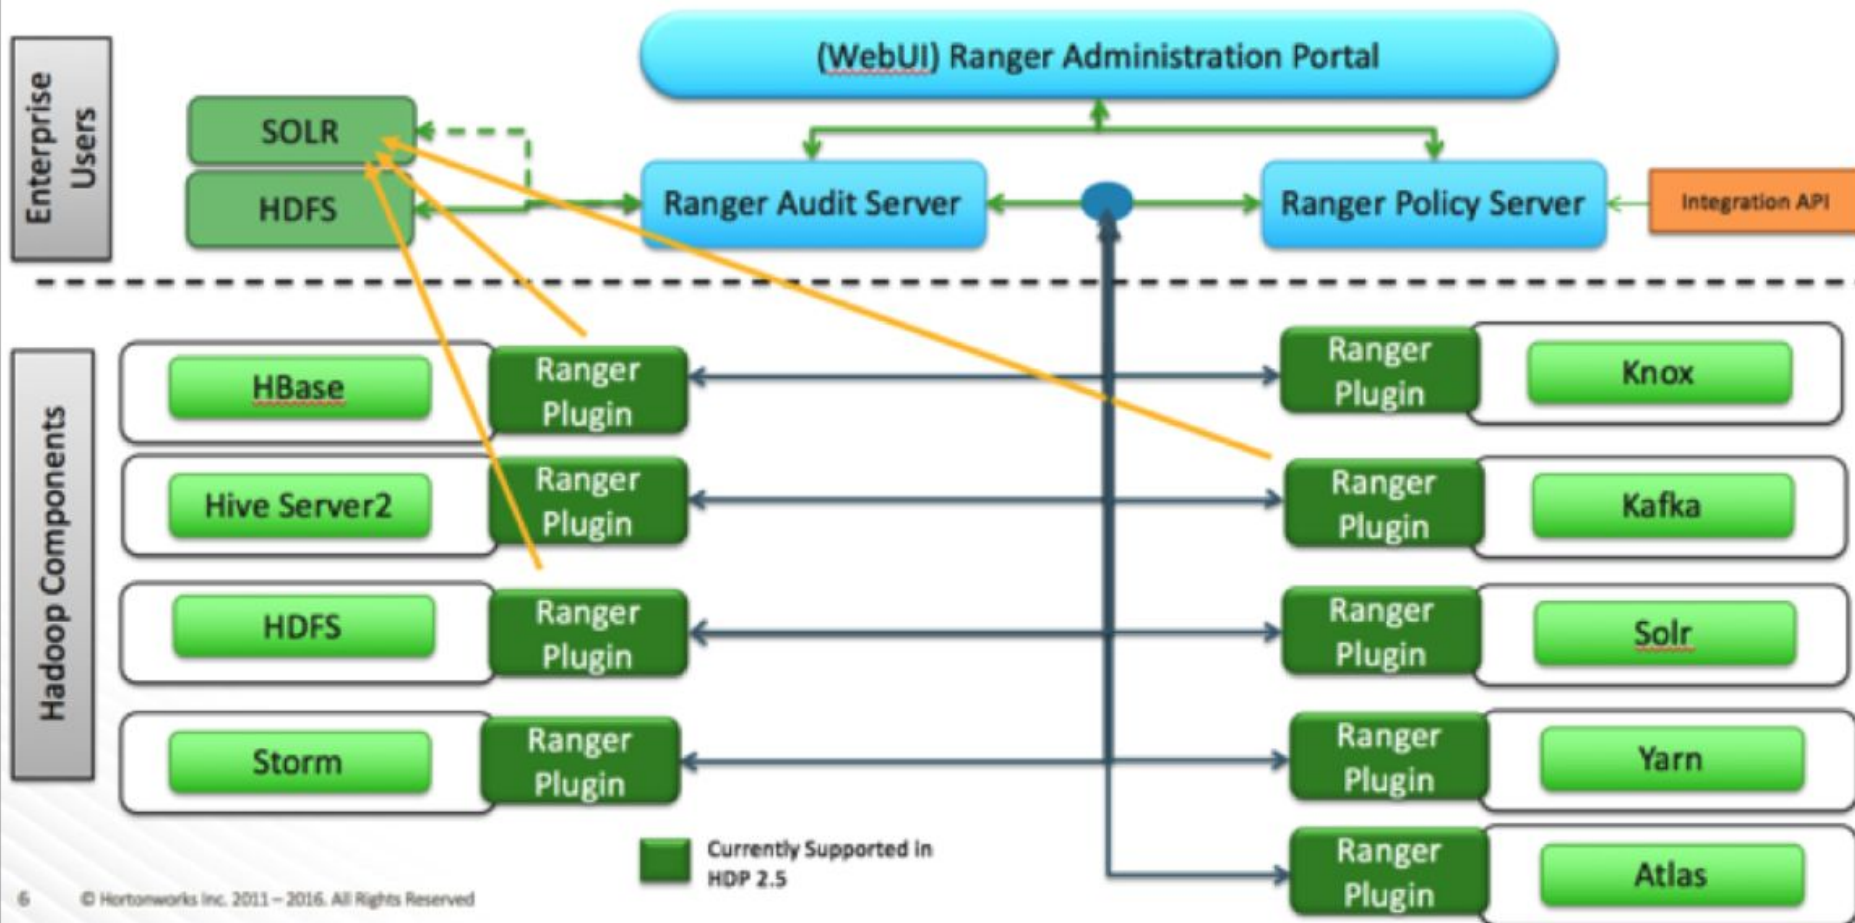 (WebUI) Ranger Administration Portal
Enterprise
Users
SOLR
HDFS
Ranger Audit Server
Ranger Policy Server
Integration API
Hadoop Components
HBase
Ranger
Plugin
Ranger
Plugin
Knox
Hive Server2
Ranger
Plugin
Ranger
Plugin
Kafka
HDFS
Ranger
Plugin
Ranger
Plugin
Solr
Storm
Ranger
Plugin
Ranger
Plugin
Yarn
Ranger
Plugin
Atlas
Currently Supported in
HDP 2.5
6 © Hortonworks Inc. 2011 – 2016. All Rights Reserved